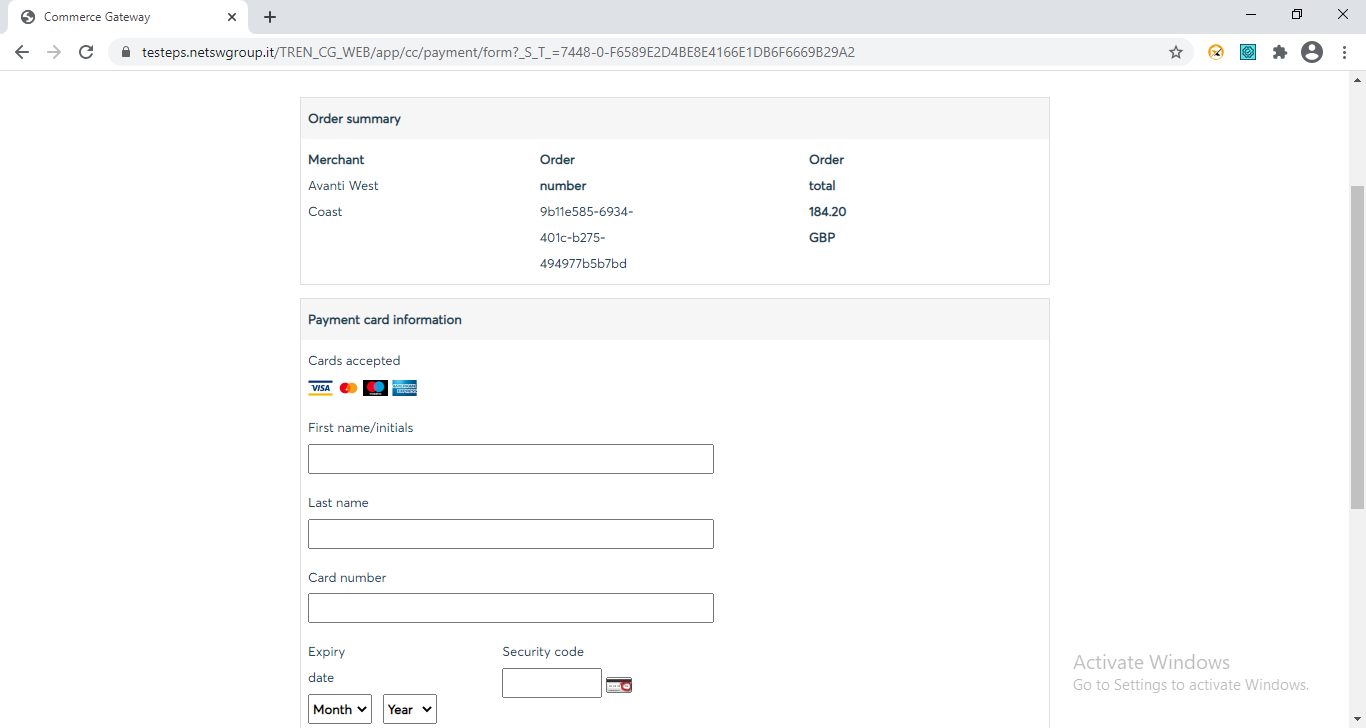 Commerce Gateway
testeps.netswgroup.it/TREN_CG_WEB/app/cc/payment/form?_S_T_=7448-0-F6589E2D4BE8E4166E1DB6F6669B29A2
Order summary
Merchant
Avanti West
Coast
Order
number
9b11e585-6934-
401c-b275-
494977b5b7bd
Order
total
184.20
GBP
Payment card information
Cards accepted
VISA
First name/initials
Last name
Card number
Expiry
date
Month
Year
Security code
Activate Windows
Go to Settings to activate Windows.